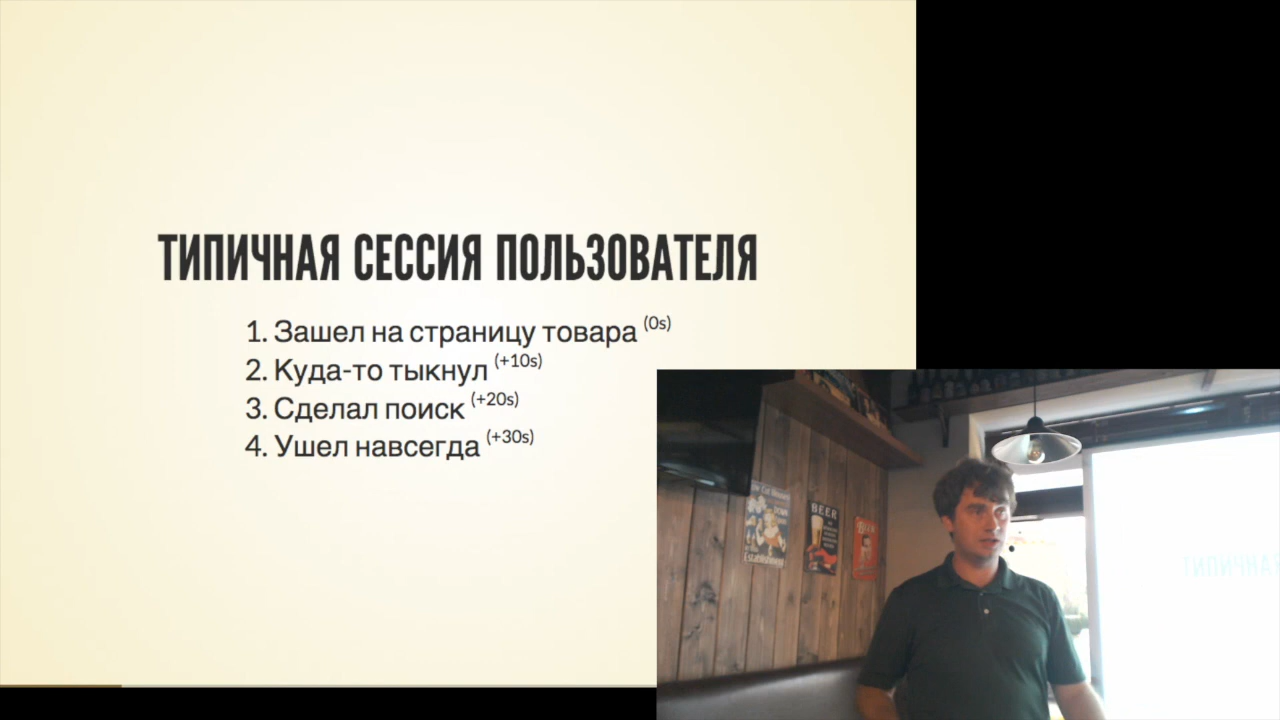 ТИПИЧНАЯ СЕССИЯ ПОЛЬЗОВАТЕЛЯ
1. Зашел на страницу товара (0s)
2. Куда-то тыкнул (+10s)
3. Сделал поиск (+20s)
4. Ушел навсегда (+30s)
BEER
BEER